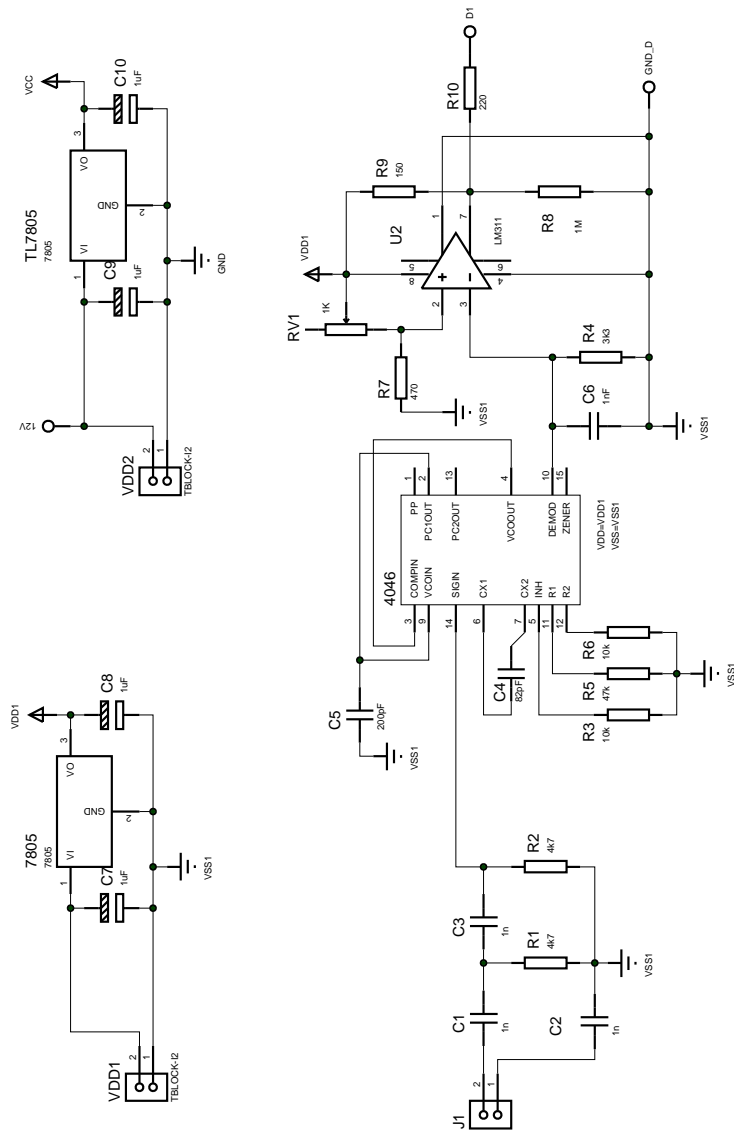 VDD1
TBLOCK-I2
2
1
7805
7805
VI
1
VO
3
GND
2
C7
1uF
C8
1uF
VDD1
VSS1
VDD2
TBLOCK-I2
2
1
12V
TL7805
7805
VI
1
VO
3
GND
2
C9
1uF
C10
1uF
VCC
GND
J1
2
1
C1
1n
C2
1n
C3
1n
R1
4k7
R2
4k7
VSS1
C5
200pF
VSS1
C4
82pF
R3
10k
R5
47k
R6
10k
VSS1
4046
3
COMPIN
9
VCOIN
14
SIGIN
6
CX1
7
CX2
5
INH
11
R1
12
R2
PP
1
PC1OUT
2
PC2OUT
13
VCOOUT
4
DEMOD
10
ZENER
15
VDD=VDD1
VSS=VSS1
RV1
1K
R7
470
VSS1
C6
1nF
R4
3k3
VSS1
VDD1
U2
LM311
2
3
8
5
4
6
1
7
+
−
R9
150
R8
1M
R10
220
D1
GND_D